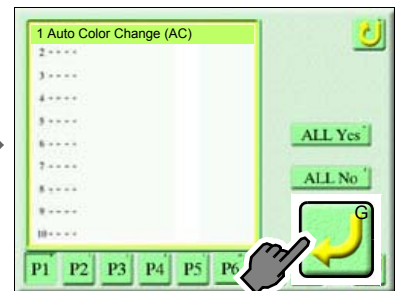 1 Auto Color Change (AC)
2 ----
3 ----
4 ----
5 ----
6 ----
7 ----
8 ----
9 ----
10 ----
ALL Yes
ALL No
G
P1 P2 P3 P4 P5 P6